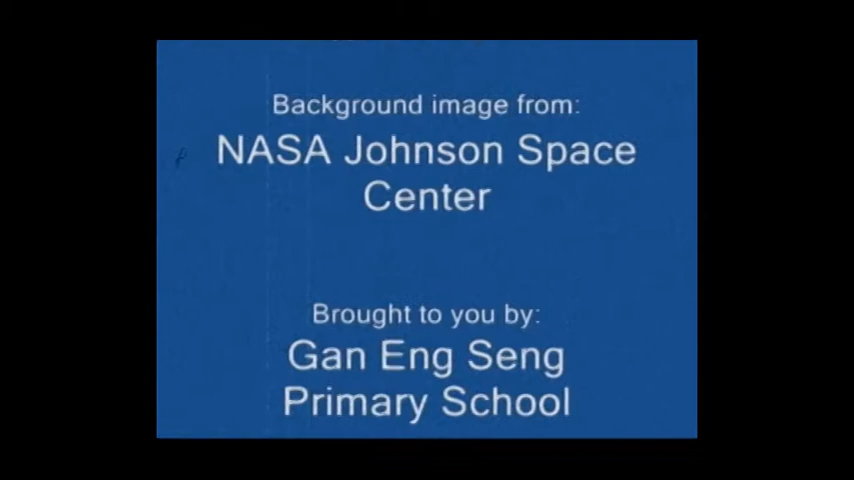 Background image from:
NASA Johnson Space
Center
Brought to you by:
Gan Eng Seng
Primary School